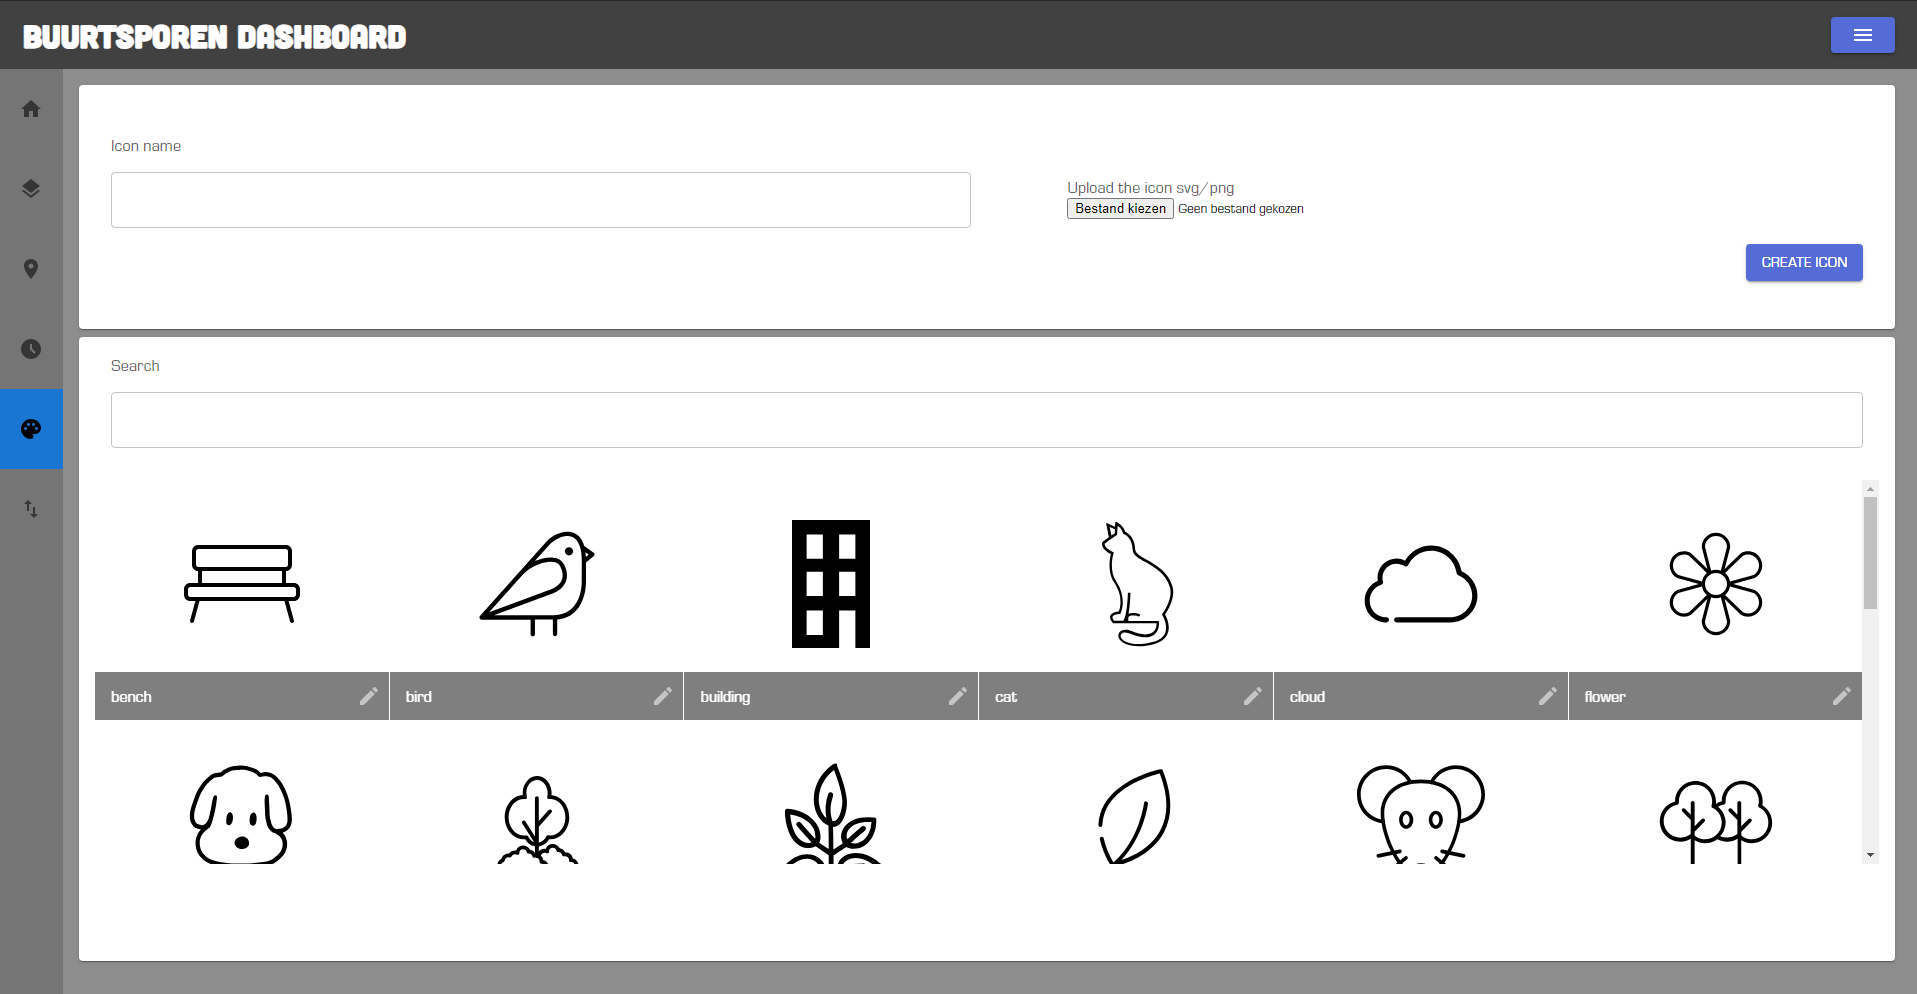 BUURTSPOREN DASHBOARD
Icon name
Upload the icon svg/png
Bestand kiezen Geen bestand gekozen
CREATE ICON
Search
bench
bird
building
cat
cloud
flower